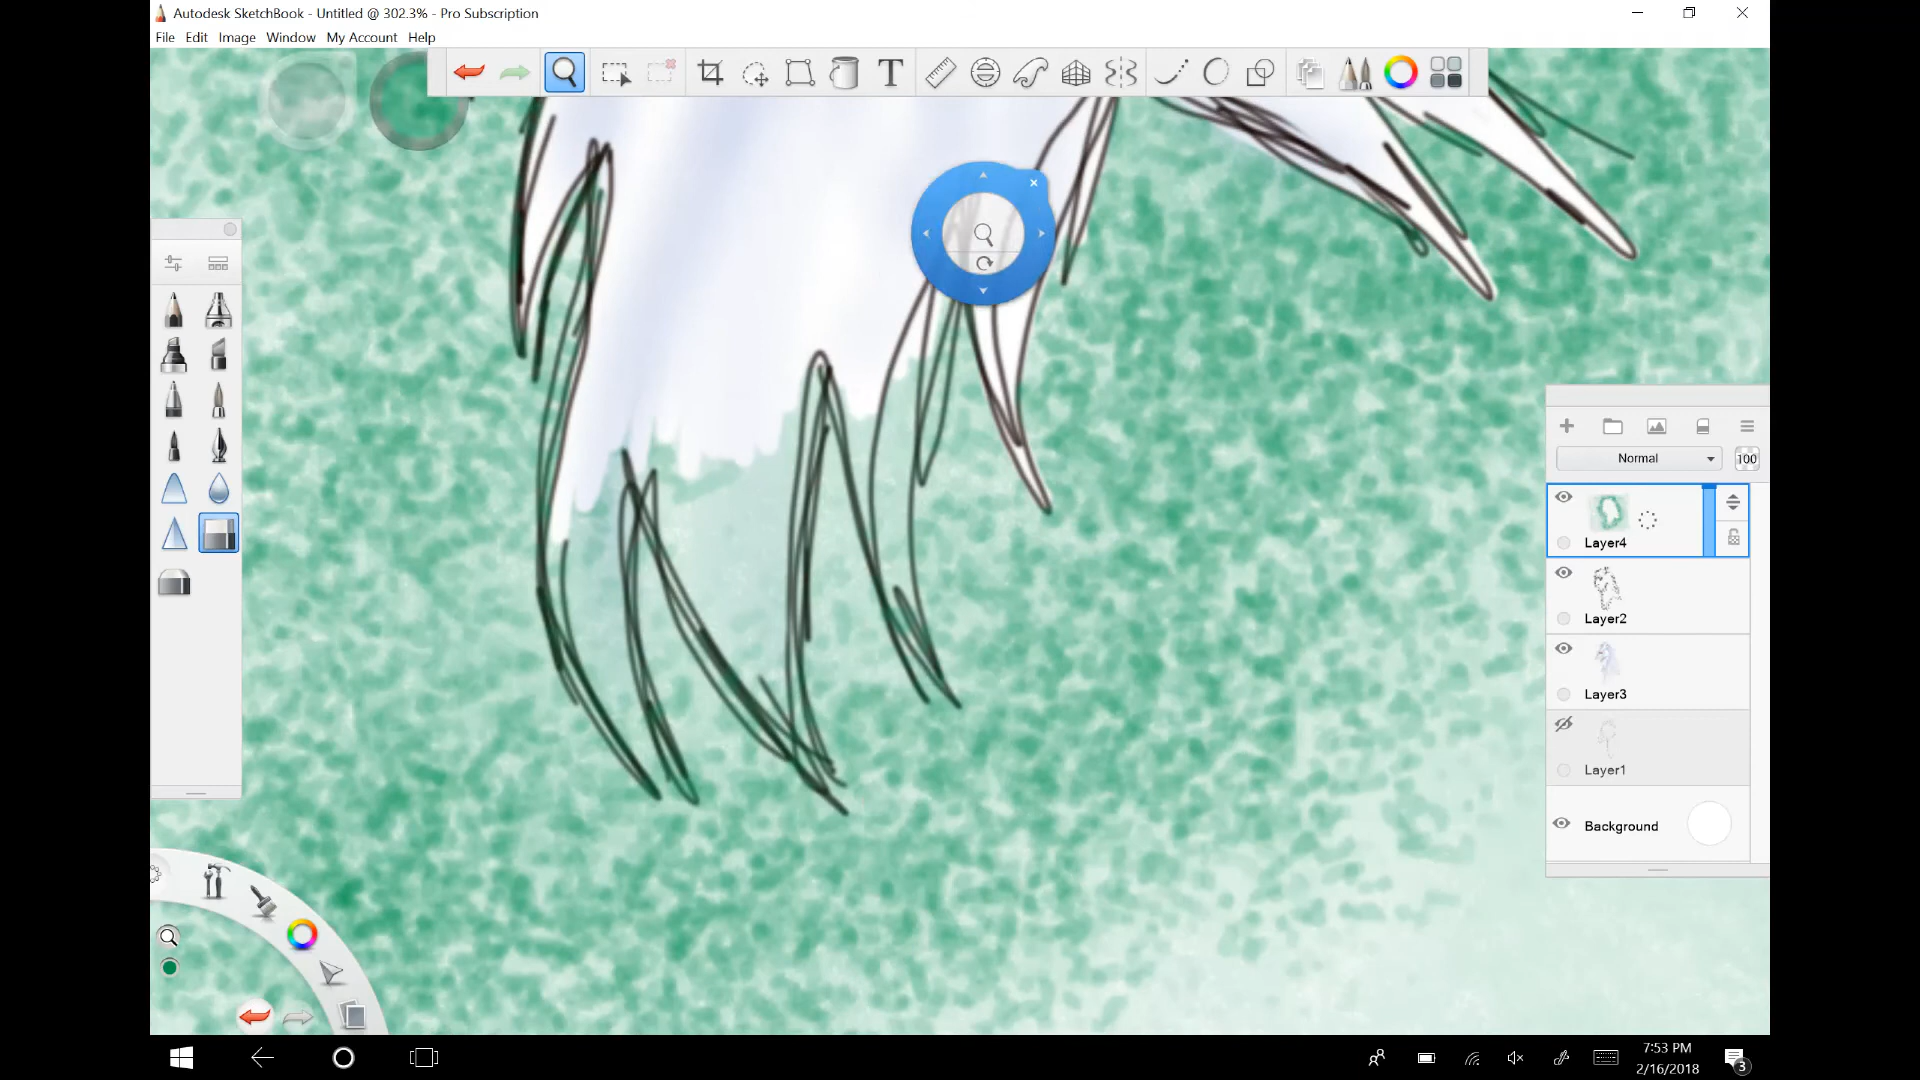 Autodesk SketchBook - Untitled @ 302.3% - Pro Subscription
File Edit Image Window My Account Help
T
Normal 100
Layer4
Layer2
Layer3
Layer1
Background
7:53 PM
2/16/2018
3